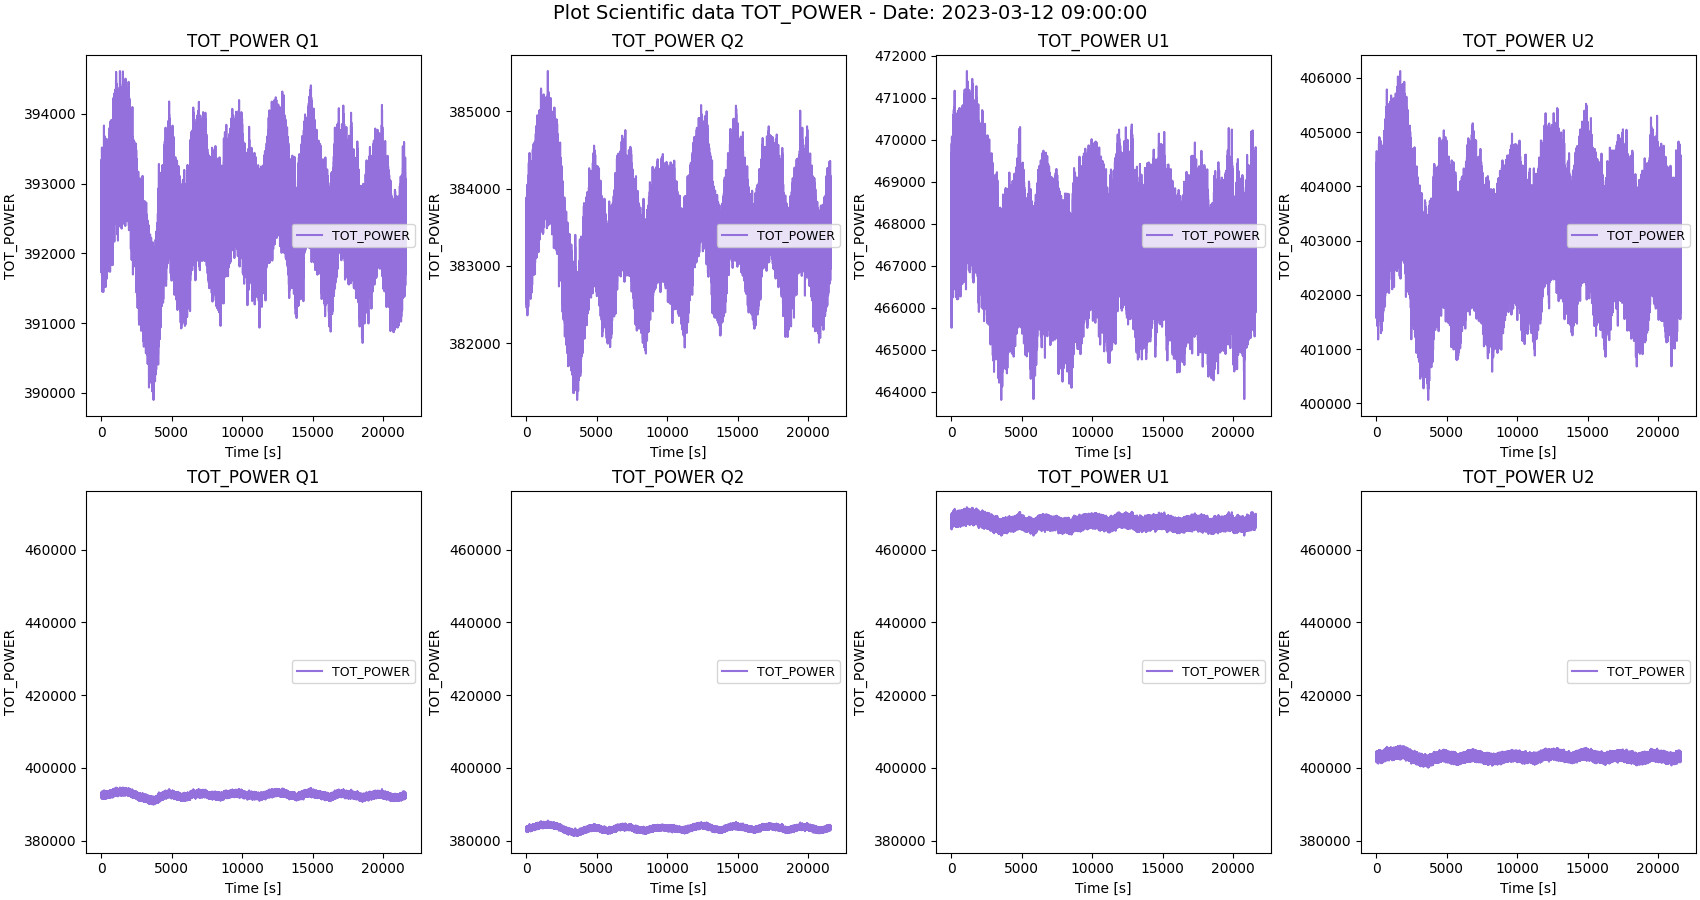 Plot Scientific data TOT_POWER - Date: 2023-03-12 09:00:00
TOT_POWER Q1
TOT_POWER
394000
393000
392000
391000
390000
TOT_POWER
0 5000 10000 15000 20000
Time [s]
TOT_POWER Q2
TOT_POWER
385000
384000
383000
382000
TOT_POWER
0 5000 10000 15000 20000
Time [s]
TOT_POWER U1
TOT_POWER
472000
471000
470000
469000
468000
467000
466000
465000
464000
TOT_POWER
0 5000 10000 15000 20000
Time [s]
TOT_POWER U2
TOT_POWER
406000
405000
404000
403000
402000
401000
400000
TOT_POWER
0 5000 10000 15000 20000
Time [s]
TOT_POWER Q1
TOT_POWER
460000
440000
420000
400000
380000
TOT_POWER
0 5000 10000 15000 20000
Time [s]
TOT_POWER Q2
TOT_POWER
460000
440000
420000
400000
380000
TOT_POWER
0 5000 10000 15000 20000
Time [s]
TOT_POWER U1
TOT_POWER
460000
440000
420000
400000
380000
TOT_POWER
0 5000 10000 15000 20000
Time [s]
TOT_POWER U2
TOT_POWER
460000
440000
420000
400000
380000
TOT_POWER
0 5000 10000 15000 20000
Time [s]